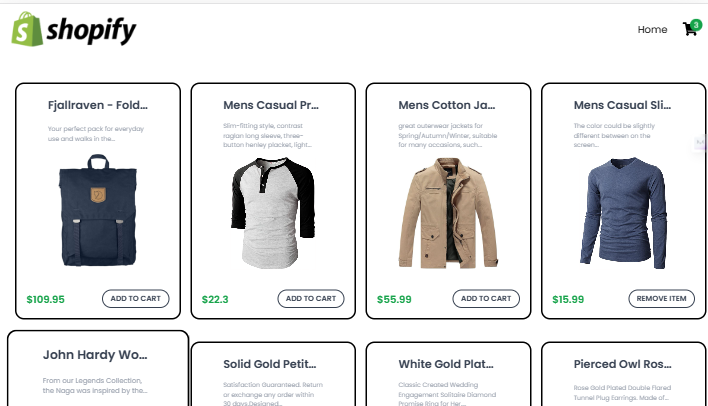 shopify
Home
3
Fjallraven - Fold...
Your perfect pack for everyday
use and walks in the...
$109.95
ADD TO CART
Mens Casual Pr...
Slim-fitting style, contrast
raglan long sleeve, three-
button henley placket, light...
$22.3
ADD TO CART
Mens Cotton Ja...
great outerwear jackets for
Spring/Autumn/Winter, suitable
for many occasions, such...
$55.99
ADD TO CART
Mens Casual Sli...
The color could be slightly
different between on the
screen...
$15.99
REMOVE ITEM
John Hardy Wo...
From our Legends Collection,
the Naga was inspired by the...
Solid Gold Petit...
Satisfaction Guaranteed. Return
or exchange any order within
30 days.Designed...
White Gold Plat...
Classic Created Wedding
Engagement Solitaire Diamond
Promise Ring for Her...
Pierced Owl Ros...
Rose Gold Plated Double Flared
Tunnel Plug Earrings. Made of...